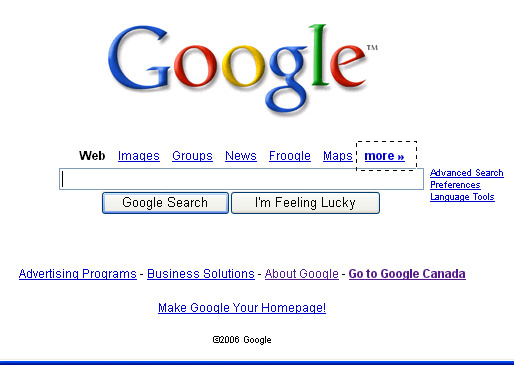 Google™
Web Images Groups News Froogle Maps more »
Advanced Search
Preferences
Language Tools
Google Search I'm Feeling Lucky
Advertising Programs - Business Solutions - About Google - Go to Google Canada
Make Google Your Homepage!
©2006 Google